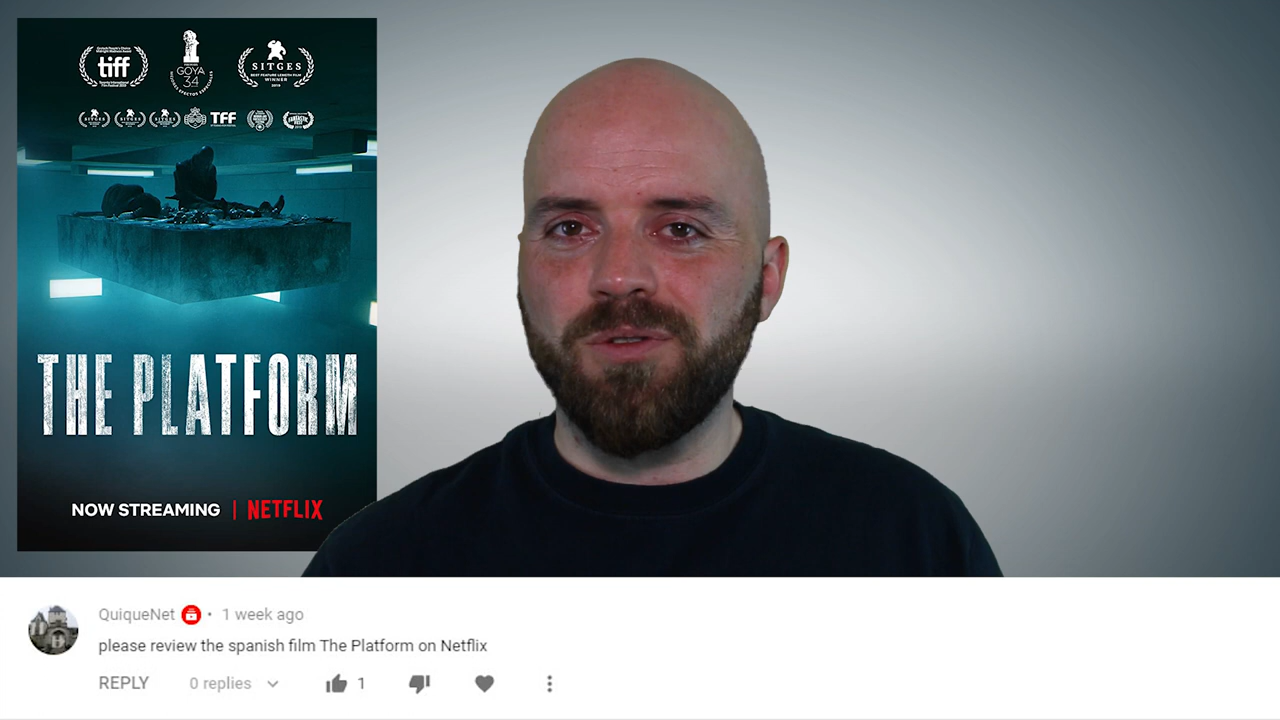 tiff
GOYA
34
SITGES
BEST FEATURE LENGTH FILM
WINNER
2019
TFF
THE PLATFORM
NOW STREAMING | NETFLIX
QuiqueNet • 1 week ago
please review the spanish film The Platform on Netflix
REPLY 0 replies 1